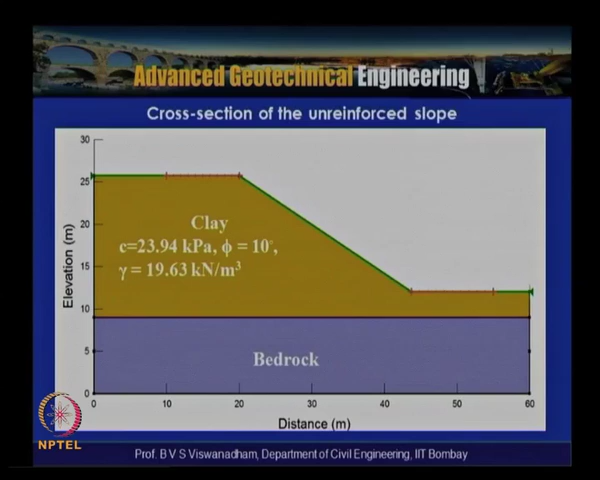 Advanced Geotechnical Engineering
Cross-section of the unreinforced slope
30
25
20
15
10
5
0
Elevation (m)
Clay
c=23.94 kPa, ϕ = 10°,
γ = 19.63 kN/m³
Bedrock
0 10 20 30 40 50 60
Distance (m)
NPTEL
Prof. B V S Viswanadham, Department of Civil Engineering, IIT Bombay